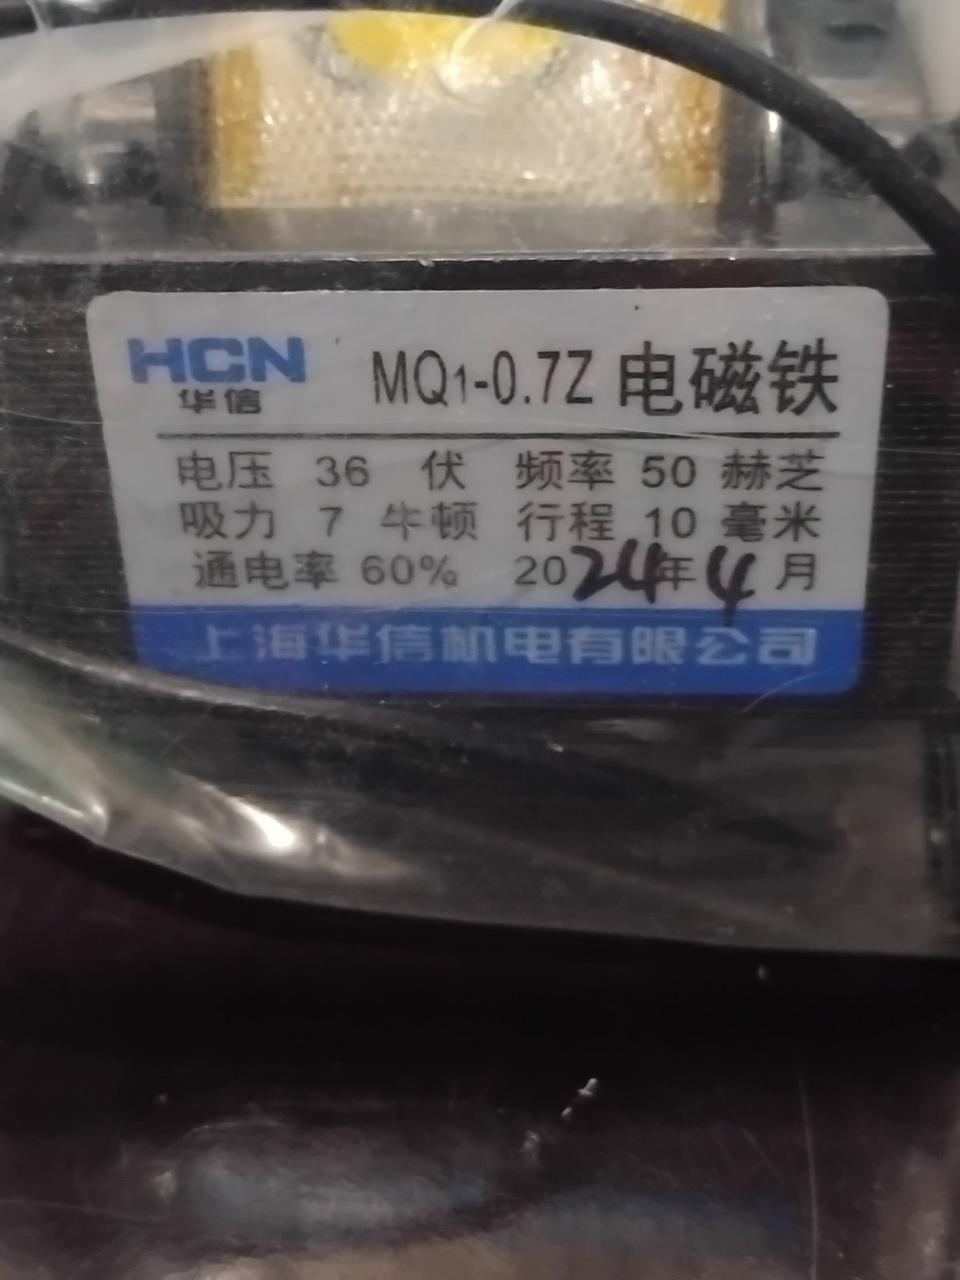 HCN
华信
MQ1-0.7Z 电磁铁
电压 36 伏 频率 50 赫芝
吸力 7 牛顿 行程 10 毫米
通电率 60% 2024年4月
上海华信机电有限公司